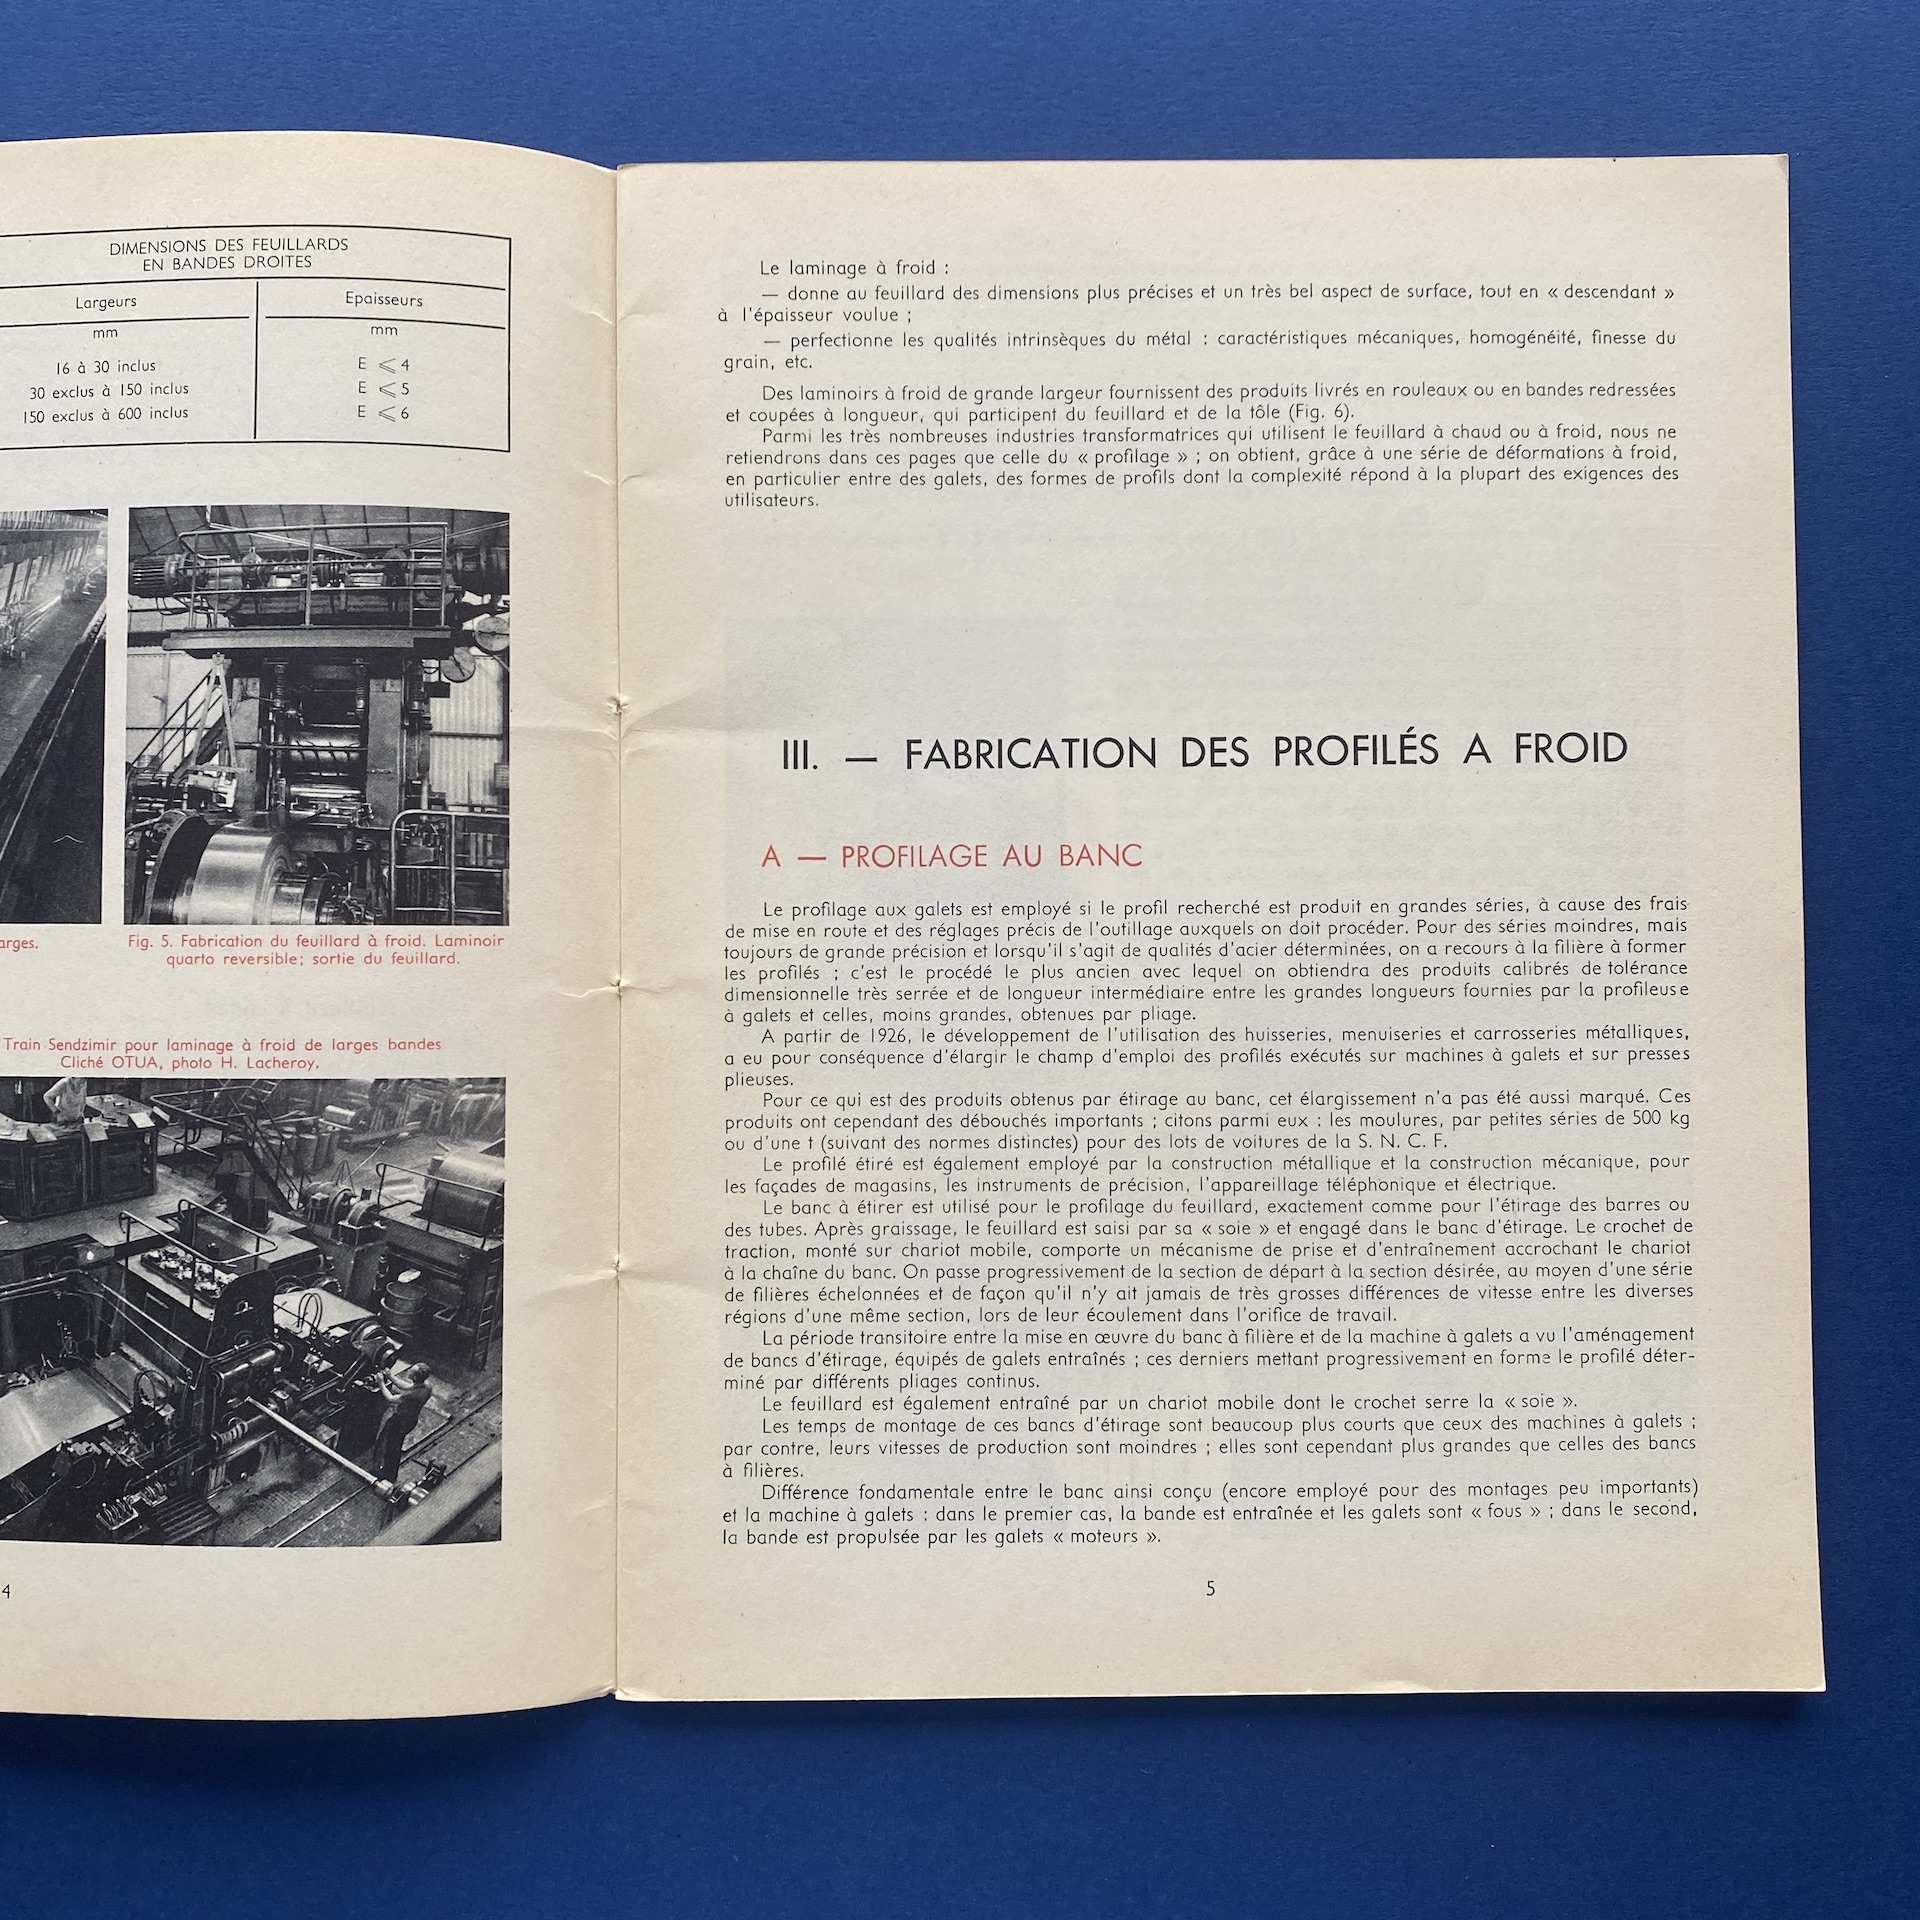 DIMENSIONS DES FEUILLARDS
EN BANDES DROITES
Largeurs Epaisseurs
mm mm
16 à 30 inclus E ⩽ 4
30 exclus à 150 inclus E ⩽ 5
150 exclus à 600 inclus E ⩽ 6
arges.
Fig. 5. Fabrication du feuillard à froid. Laminoir
quarto reversible; sortie du feuillard.
Train Sendzimir pour laminage à froid de larges bandes
Cliché OTUA, photo H. Lacheroy.
4
Le laminage à froid :
— donne au feuillard des dimensions plus précises et un très bel aspect de surface, tout en « descendant »
à l'épaisseur voulue ;
— perfectionne les qualités intrinsèques du métal : caractéristiques mécaniques, homogénéité, finesse du
grain, etc.
Des laminoirs à froid de grande largeur fournissent des produits livrés en rouleaux ou en bandes redressées
et coupées à longueur, qui participent du feuillard et de la tôle (Fig. 6).
Parmi les très nombreuses industries transformatrices qui utilisent le feuillard à chaud ou à froid, nous ne
retiendrons dans ces pages que celle du « profilage » ; on obtient, grâce à une série de déformations à froid,
en particulier entre des galets, des formes de profils dont la complexité répond à la plupart des exigences des
utilisateurs.
III. — FABRICATION DES PROFILÉS A FROID
A — PROFILAGE AU BANC
Le profilage aux galets est employé si le profil recherché est produit en grandes séries, à cause des frais
de mise en route et des réglages précis de l'outillage auxquels on doit procéder. Pour des séries moindres, mais
toujours de grande précision et lorsqu'il s'agit de qualités d'acier déterminées, on a recours à la filière à former
les profilés ; c'est le procédé le plus ancien avec lequel on obtiendra des produits calibrés de tolérance
dimensionnelle très serrée et de longueur intermédiaire entre les grandes longueurs fournies par la profileuse
à galets et celles, moins grandes, obtenues par pliage.
A partir de 1926, le développement de l'utilisation des huisseries, menuiseries et carrosseries métalliques,
a eu pour conséquence d'élargir le champ d'emploi des profilés exécutés sur machines à galets et sur presses
plieuses.
Pour ce qui est des produits obtenus par étirage au banc, cet élargissement n'a pas été aussi marqué. Ces
produits ont cependant des débouchés importants ; citons parmi eux : les moulures, par petites séries de 500 kg
ou d'une t (suivant des normes distinctes) pour des lots de voitures de la S. N. C. F.
Le profilé étiré est également employé par la construction métallique et la construction mécanique, pour
les façades de magasins, les instruments de précision, l'appareillage téléphonique et électrique.
Le banc à étirer est utilisé pour le profilage du feuillard, exactement comme pour l'étirage des barres ou
des tubes. Après graissage, le feuillard est saisi par sa « soie » et engagé dans le banc d'étirage. Le crochet de
traction, monté sur chariot mobile, comporte un mécanisme de prise et d'entraînement accrochant le chariot
à la chaîne du banc. On passe progressivement de la section de départ à la section désirée, au moyen d'une série
de filières échelonnées et de façon qu'il n'y ait jamais de très grosses différences de vitesse entre les diverses
régions d'une même section, lors de leur écoulement dans l'orifice de travail.
La période transitoire entre la mise en œuvre du banc à filière et de la machine à galets a vu l'aménagement
de bancs d'étirage, équipés de galets entraînés ; ces derniers mettant progressivement en forme le profilé déter-
miné par différents pliages continus.
Le feuillard est également entraîné par un chariot mobile dont le crochet serre la « soie ».
Les temps de montage de ces bancs d'étirage sont beaucoup plus courts que ceux des machines à galets ;
par contre, leurs vitesses de production sont moindres ; elles sont cependant plus grandes que celles des bancs
à filières.
Différence fondamentale entre le banc ainsi conçu (encore employé pour des montages peu importants)
et la machine à galets : dans le premier cas, la bande est entraînée et les galets sont « fous » ; dans le second,
la bande est propulsée par les galets « moteurs ».
5